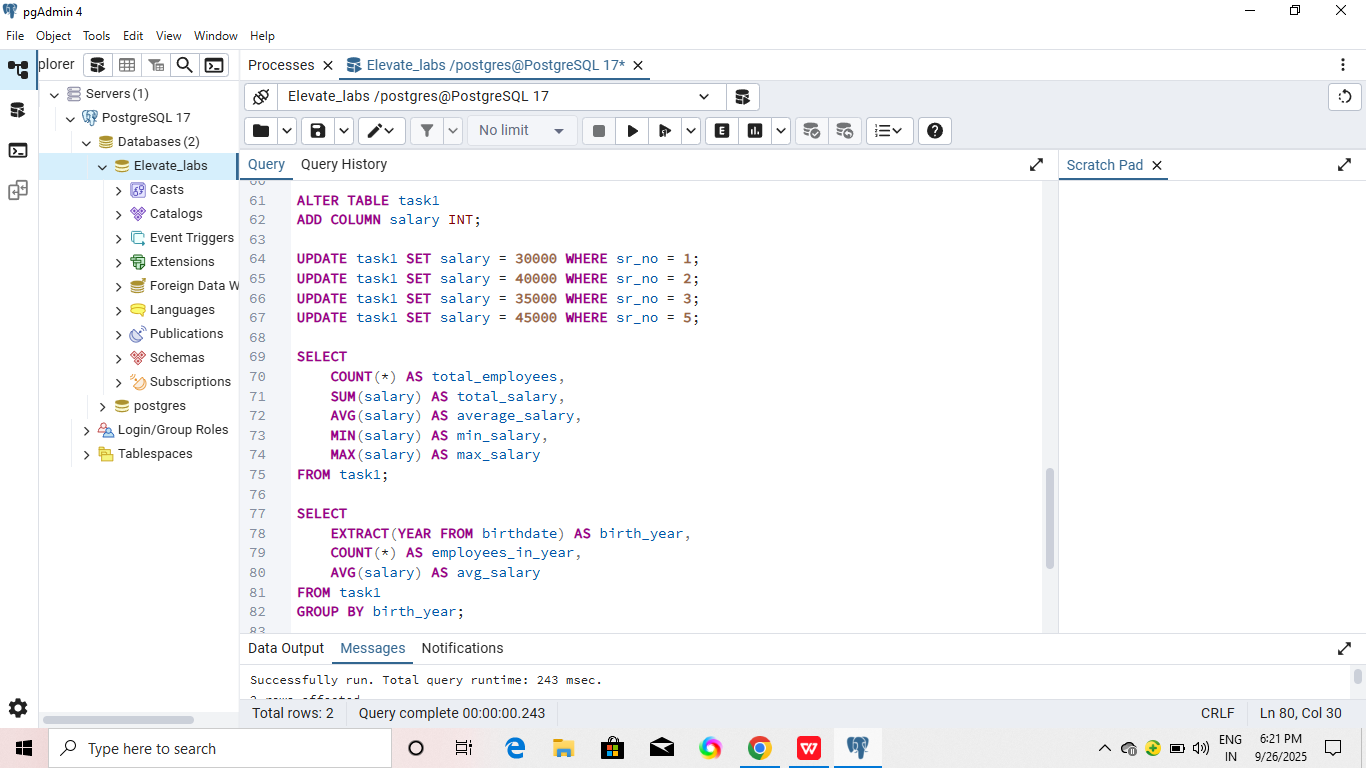 pgAdmin 4
File Object Tools Edit View Window Help
plorer
Processes
Elevate_labs /postgres@PostgreSQL 17*
Servers (1)
PostgreSQL 17
Databases (2)
Elevate_labs
Casts
Catalogs
Event Triggers
Extensions
Foreign Data W
Languages
Publications
Schemas
Subscriptions
postgres
Login/Group Roles
Tablespaces
Elevate_labs /postgres@PostgreSQL 17
No limit
E
Query Query History
Scratch Pad
60
61 ALTER TABLE task1
62 ADD COLUMN salary INT;
63
64 UPDATE task1 SET salary = 30000 WHERE sr_no = 1;
65 UPDATE task1 SET salary = 40000 WHERE sr_no = 2;
66 UPDATE task1 SET salary = 35000 WHERE sr_no = 3;
67 UPDATE task1 SET salary = 45000 WHERE sr_no = 5;
68
69 SELECT
70 COUNT(*) AS total_employees,
71 SUM(salary) AS total_salary,
72 AVG(salary) AS average_salary,
73 MIN(salary) AS min_salary,
74 MAX(salary) AS max_salary
75 FROM task1;
76
77 SELECT
78 EXTRACT(YEAR FROM birthdate) AS birth_year,
79 COUNT(*) AS employees_in_year,
80 AVG(salary) AS avg_salary
81 FROM task1
82 GROUP BY birth_year;
83
Data Output Messages Notifications
Successfully run. Total query runtime: 243 msec.
2 rows affected
Total rows: 2 Query complete 00:00:00.243 CRLF Ln 80, Col 30
Type here to search
ENG
IN
6:21 PM
9/26/2025